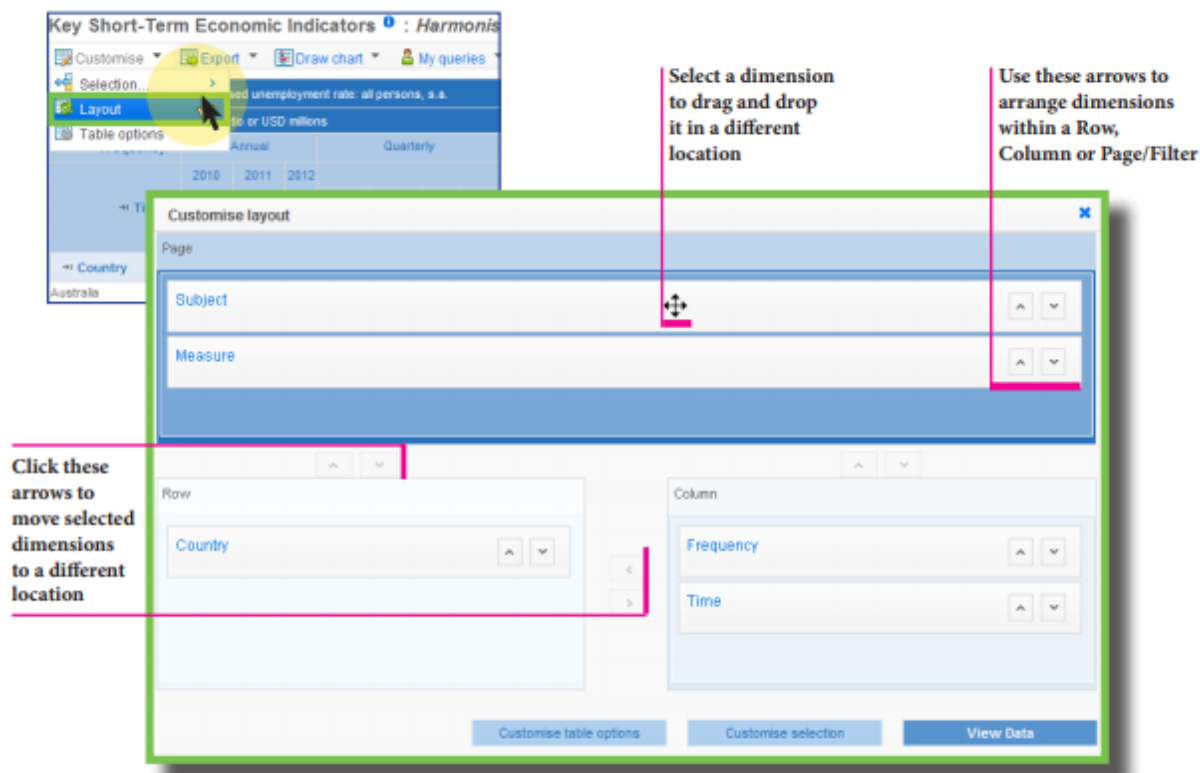 Key Short-Term Economic Indicators : Harmonis
Customise Export Draw chart My queries
Selection...
ed unemployment rate: all persons, s.a.
Layout
tio or USD millions
Table options
Frequency Annual Quarterly
2010 2011 2012
Ti
Country
Australia
Select a dimension
to drag and drop
it in a different
location
Use these arrows to
arrange dimensions
within a Row,
Column or Page/Filter
Customise layout
Page
Subject
Measure
Click these
arrows to
move selected
dimensions
to a different
location
Row
Country
Column
Frequency
Time
Customise table options
Customise selection
View Data